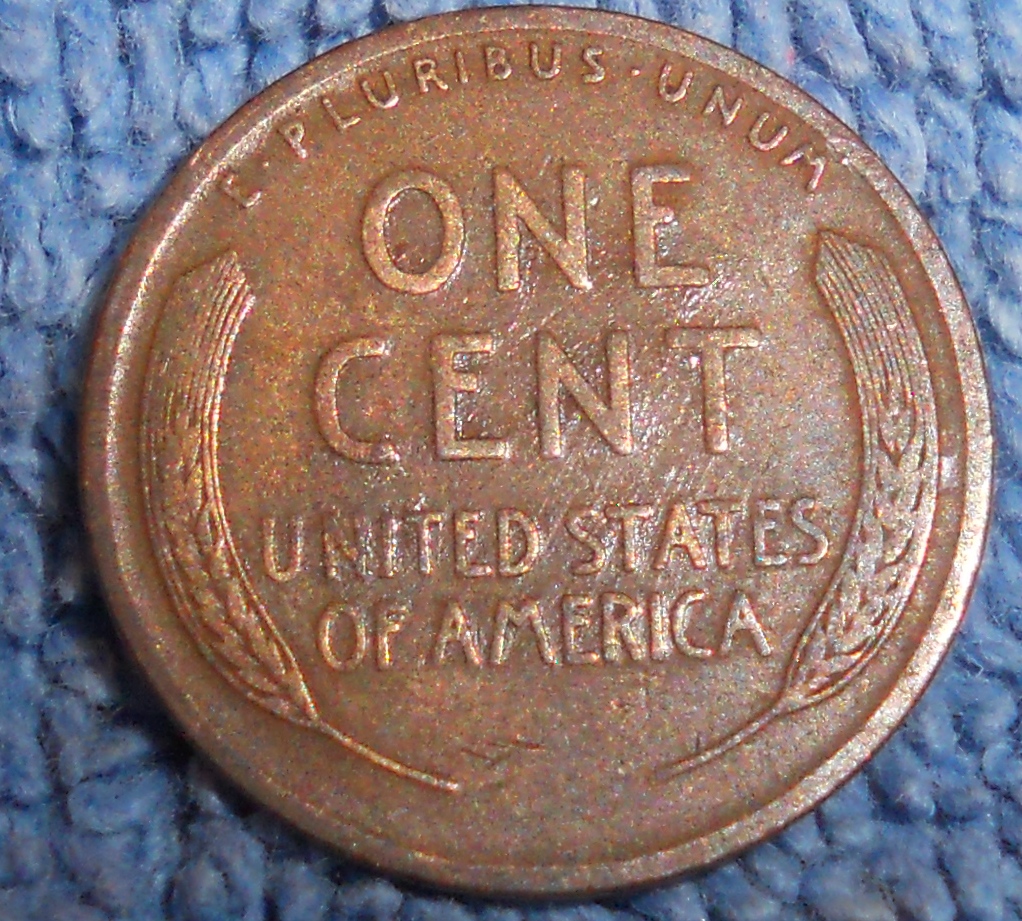 E·PLURIBUS·UNUM
ONE
CENT
UNITED STATES
OF AMERICA